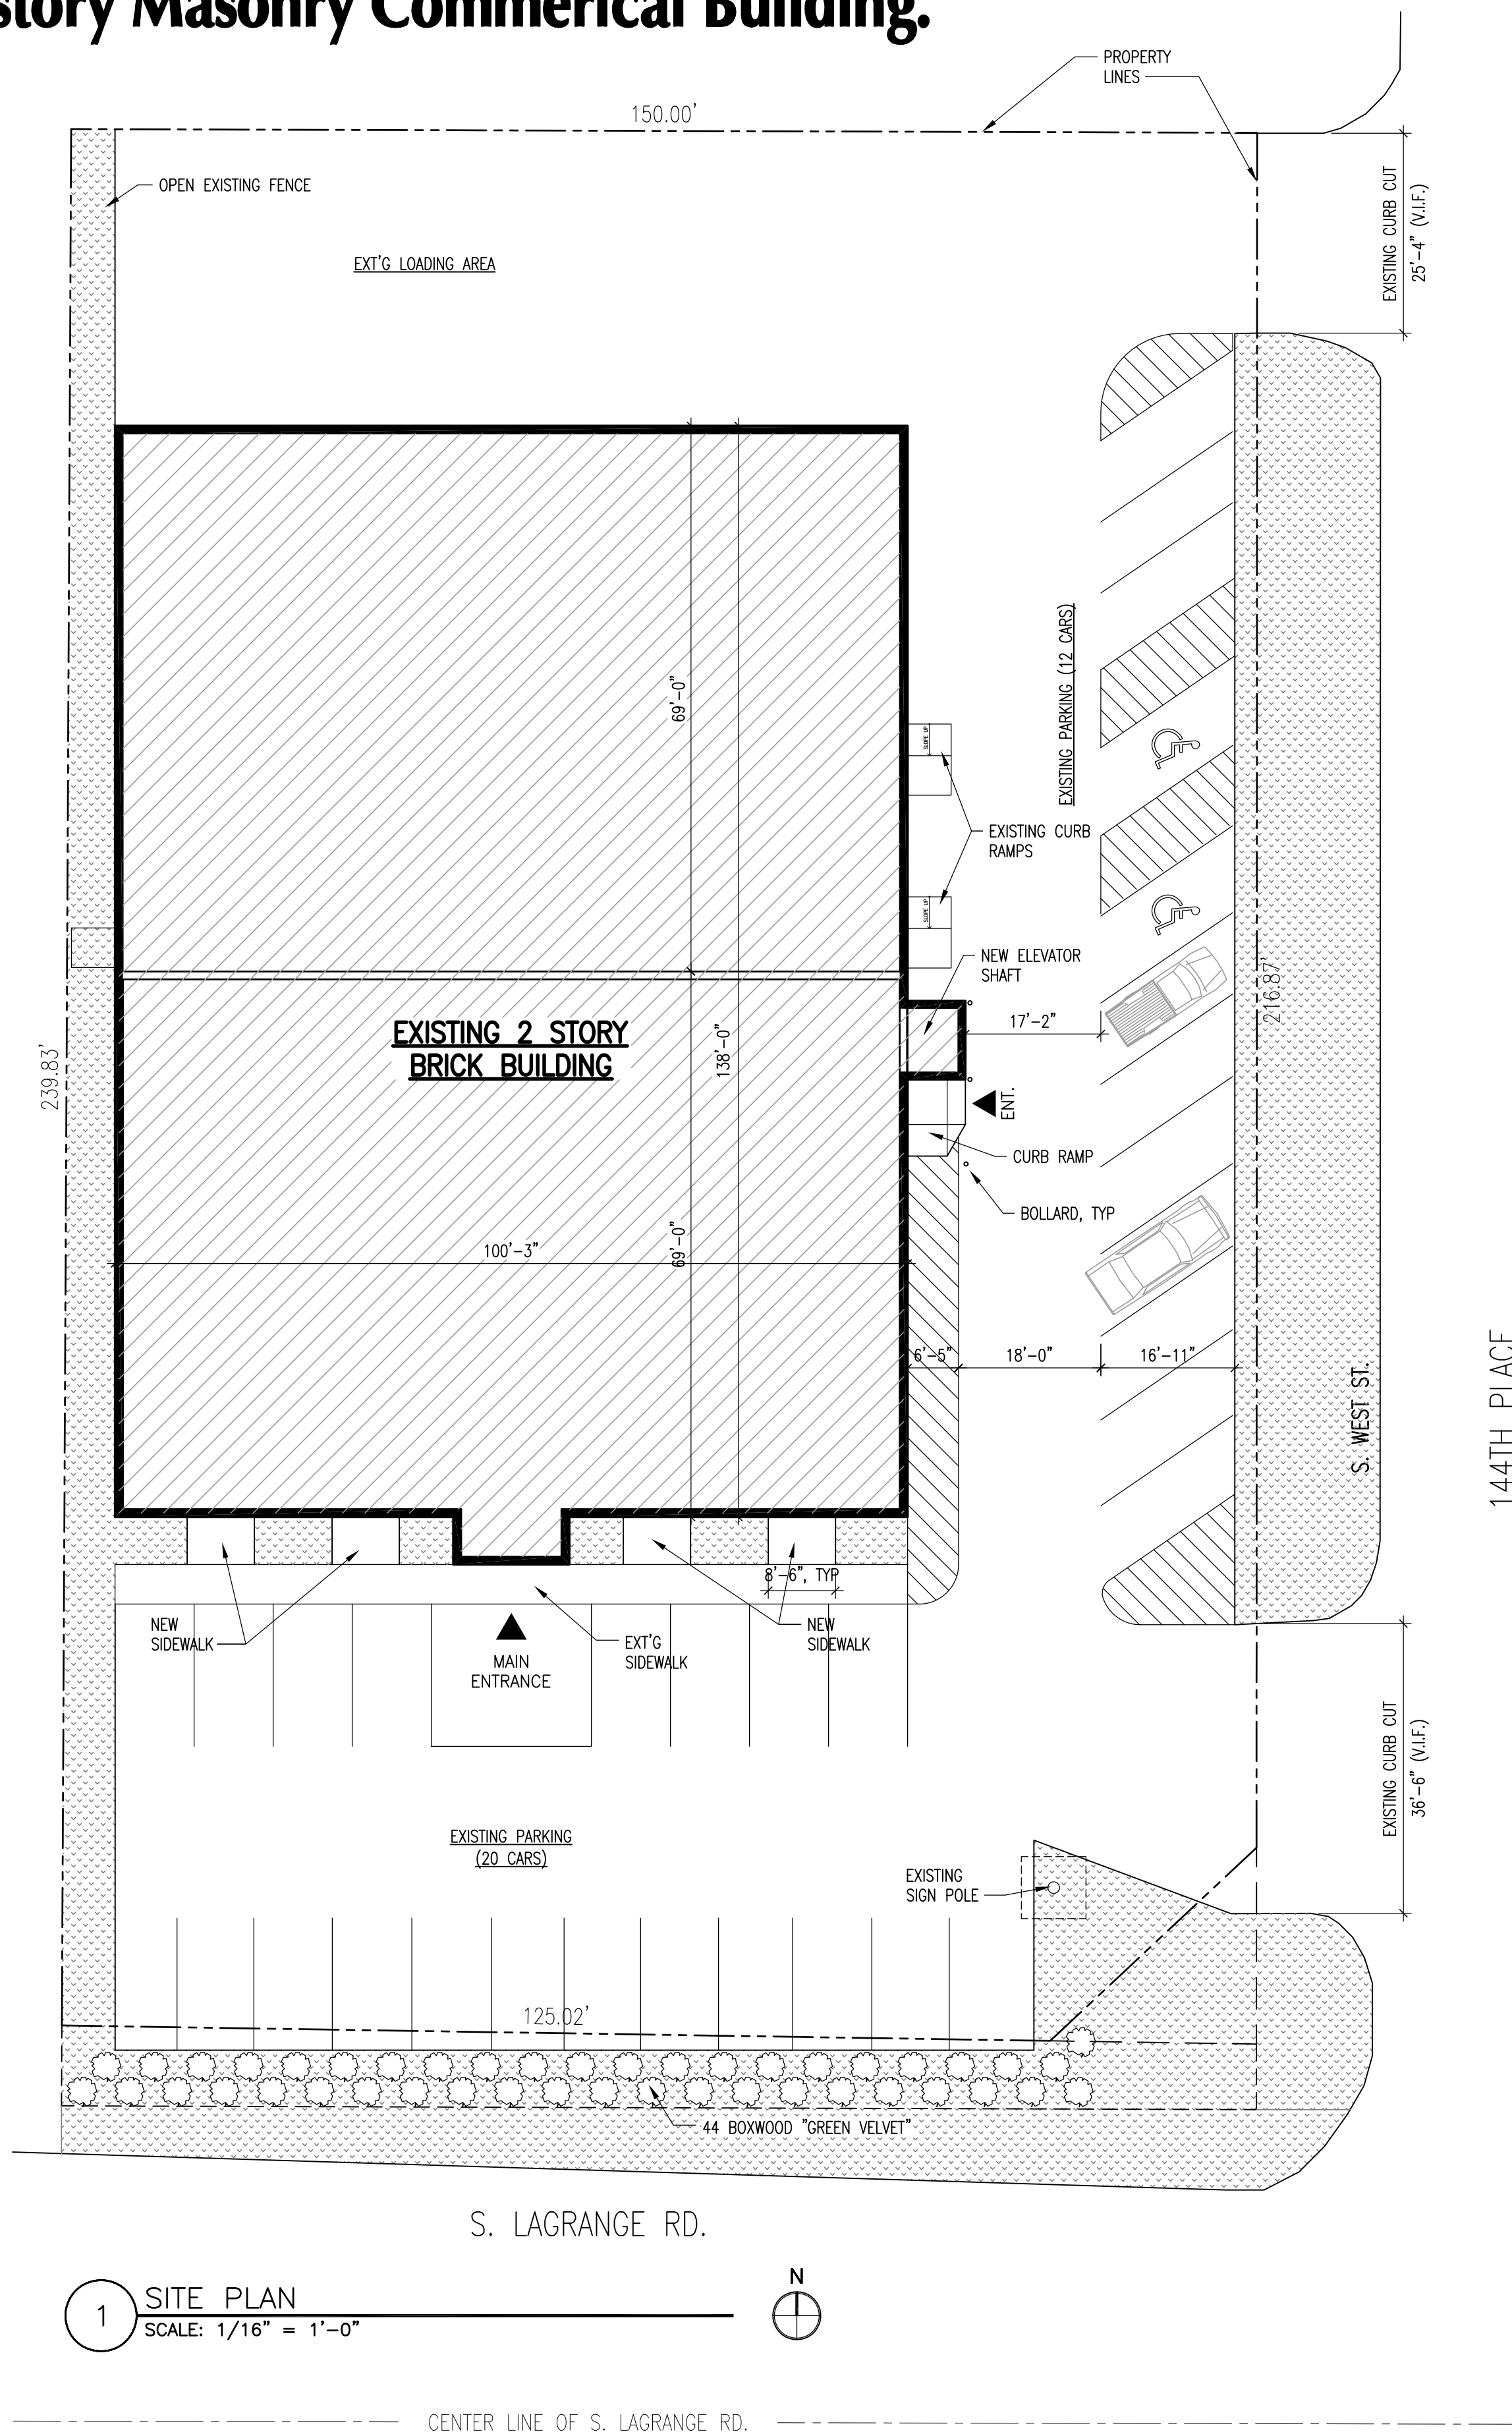 story Masonry Commerical Building.
PROPERTY
LINES
150.00'
OPEN EXISTING FENCE
EXISTING CURB CUT
25'-4" (V.I.F.)
EXT'G LOADING AREA
EXISTING PARKING (12 CARS)
69'-0"
SLOPE UP
EXISTING CURB
RAMPS
SLOPE UP
NEW ELEVATOR
SHAFT
216.87'
17'-2"
EXISTING 2 STORY
BRICK BUILDING
138'-0"
239.83'
ENT.
CURB RAMP
BOLLARD, TYP
69'-0"
100'-3"
6'-5"
18'-0"
16'-11"
S. WEST ST.
144TH PLACE
8'-6", TYP
NEW
SIDEWALK
MAIN
ENTRANCE
EXT'G
SIDEWALK
NEW
SIDEWALK
EXISTING CURB CUT
36'-6" (V.I.F.)
EXISTING PARKING
(20 CARS)
EXISTING
SIGN POLE
125.02'
44 BOXWOOD "GREEN VELVET"
S. LAGRANGE RD.
N
1
SITE PLAN
SCALE: 1/16" = 1'-0"
CENTER LINE OF S. LAGRANGE RD.